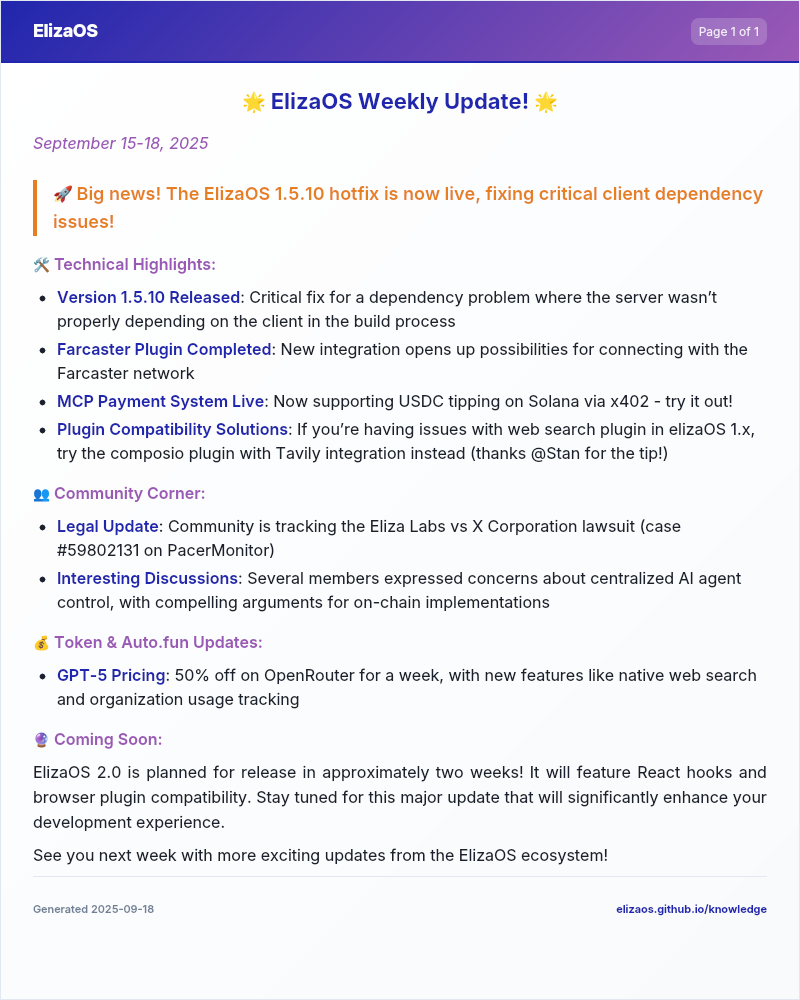 ElizaOS
Page 1 of 1
🌟 ElizaOS Weekly Update! 🌟
September 15-18, 2025
🚀 Big news! The ElizaOS 1.5.10 hotfix is now live, fixing critical client dependency
issues!
🛠️ Technical Highlights:
• Version 1.5.10 Released: Critical fix for a dependency problem where the server wasn’t
properly depending on the client in the build process
• Farcaster Plugin Completed: New integration opens up possibilities for connecting with the
Farcaster network
• MCP Payment System Live: Now supporting USDC tipping on Solana via x402 - try it out!
• Plugin Compatibility Solutions: If you’re having issues with web search plugin in elizaOS 1.x,
try the composio plugin with Tavily integration instead (thanks @Stan for the tip!)
👥 Community Corner:
• Legal Update: Community is tracking the Eliza Labs vs X Corporation lawsuit (case
#59802131 on PacerMonitor)
• Interesting Discussions: Several members expressed concerns about centralized AI agent
control, with compelling arguments for on-chain implementations
💰 Token & Auto.fun Updates:
• GPT-5 Pricing: 50% off on OpenRouter for a week, with new features like native web search
and organization usage tracking
🔮 Coming Soon:
ElizaOS 2.0 is planned for release in approximately two weeks! It will feature React hooks and
browser plugin compatibility. Stay tuned for this major update that will significantly enhance your
development experience.
See you next week with more exciting updates from the ElizaOS ecosystem!
Generated 2025-09-18
elizaos.github.io/knowledge